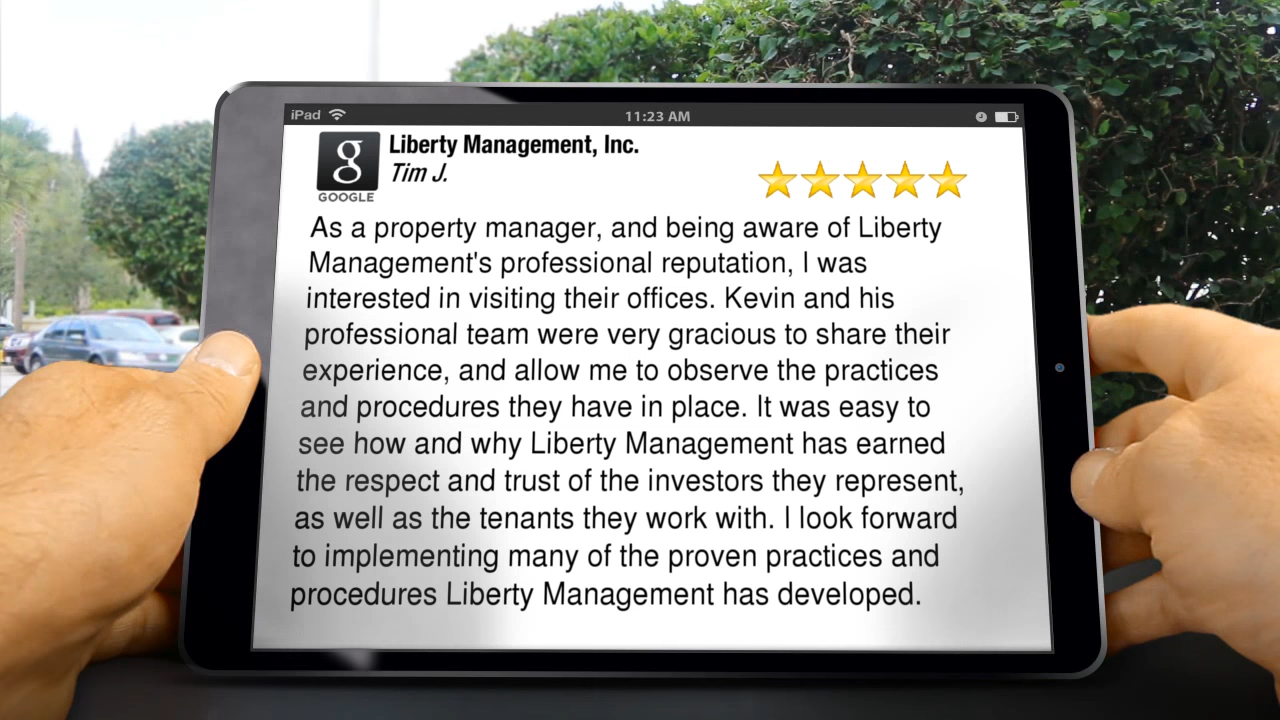 iPad 11:23 AM
g
GOOGLE
Liberty Management, Inc.
Tim J.
As a property manager, and being aware of Liberty
Management's professional reputation, I was
interested in visiting their offices. Kevin and his
professional team were very gracious to share their
experience, and allow me to observe the practices
and procedures they have in place. It was easy to
see how and why Liberty Management has earned
the respect and trust of the investors they represent,
as well as the tenants they work with. I look forward
to implementing many of the proven practices and
procedures Liberty Management has developed.